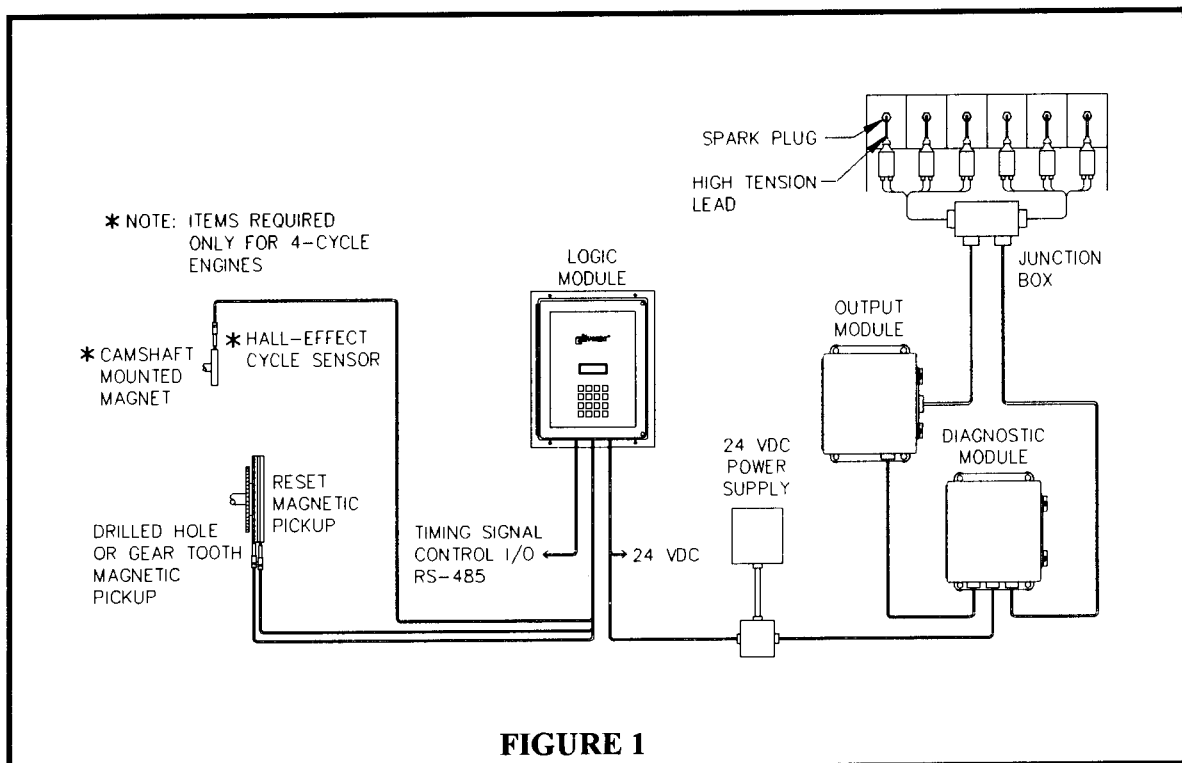 SPARK PLUG
HIGH TENSION
LEAD
* NOTE: ITEMS REQUIRED
ONLY FOR 4-CYCLE
ENGINES
LOGIC
MODULE
JUNCTION
BOX
OUTPUT
MODULE
* HALL-EFFECT
CYCLE SENSOR
* CAMSHAFT
MOUNTED
MAGNET
DIAGNOSTIC
MODULE
24 VDC
POWER
SUPPLY
RESET
MAGNETIC
PICKUP
DRILLED HOLE
OR GEAR TOOTH
MAGNETIC
PICKUP
TIMING SIGNAL
CONTROL I/O
RS-485
24 VDC
FIGURE 1